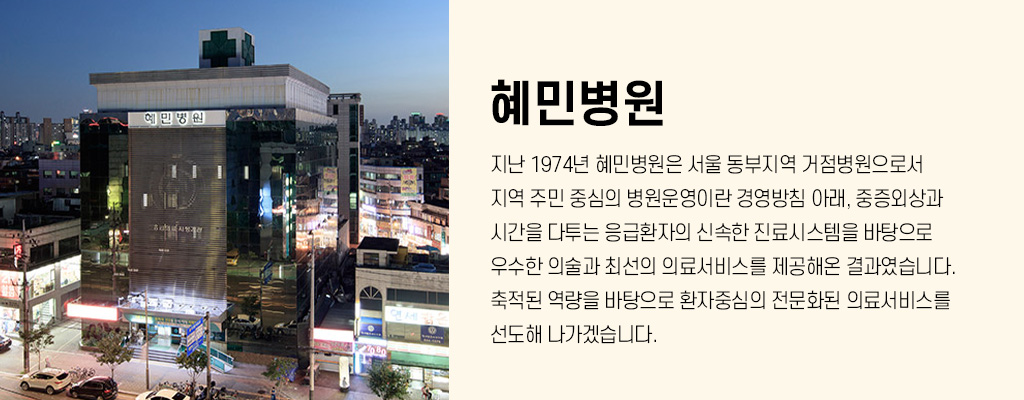 혜민병원
혜민병원
지난 1974년 혜민병원은 서울 동부지역 거점병원으로서
지역 주민 중심의 병원운영이란 경영방침 아래, 중증외상과
시간을 다투는 응급환자의 신속한 진료시스템을 바탕으로
우수한 의술과 최선의 의료서비스를 제공해온 결과였습니다.
축적된 역량을 바탕으로 환자중심의 전문화된 의료서비스를
선도해 나가겠습니다.